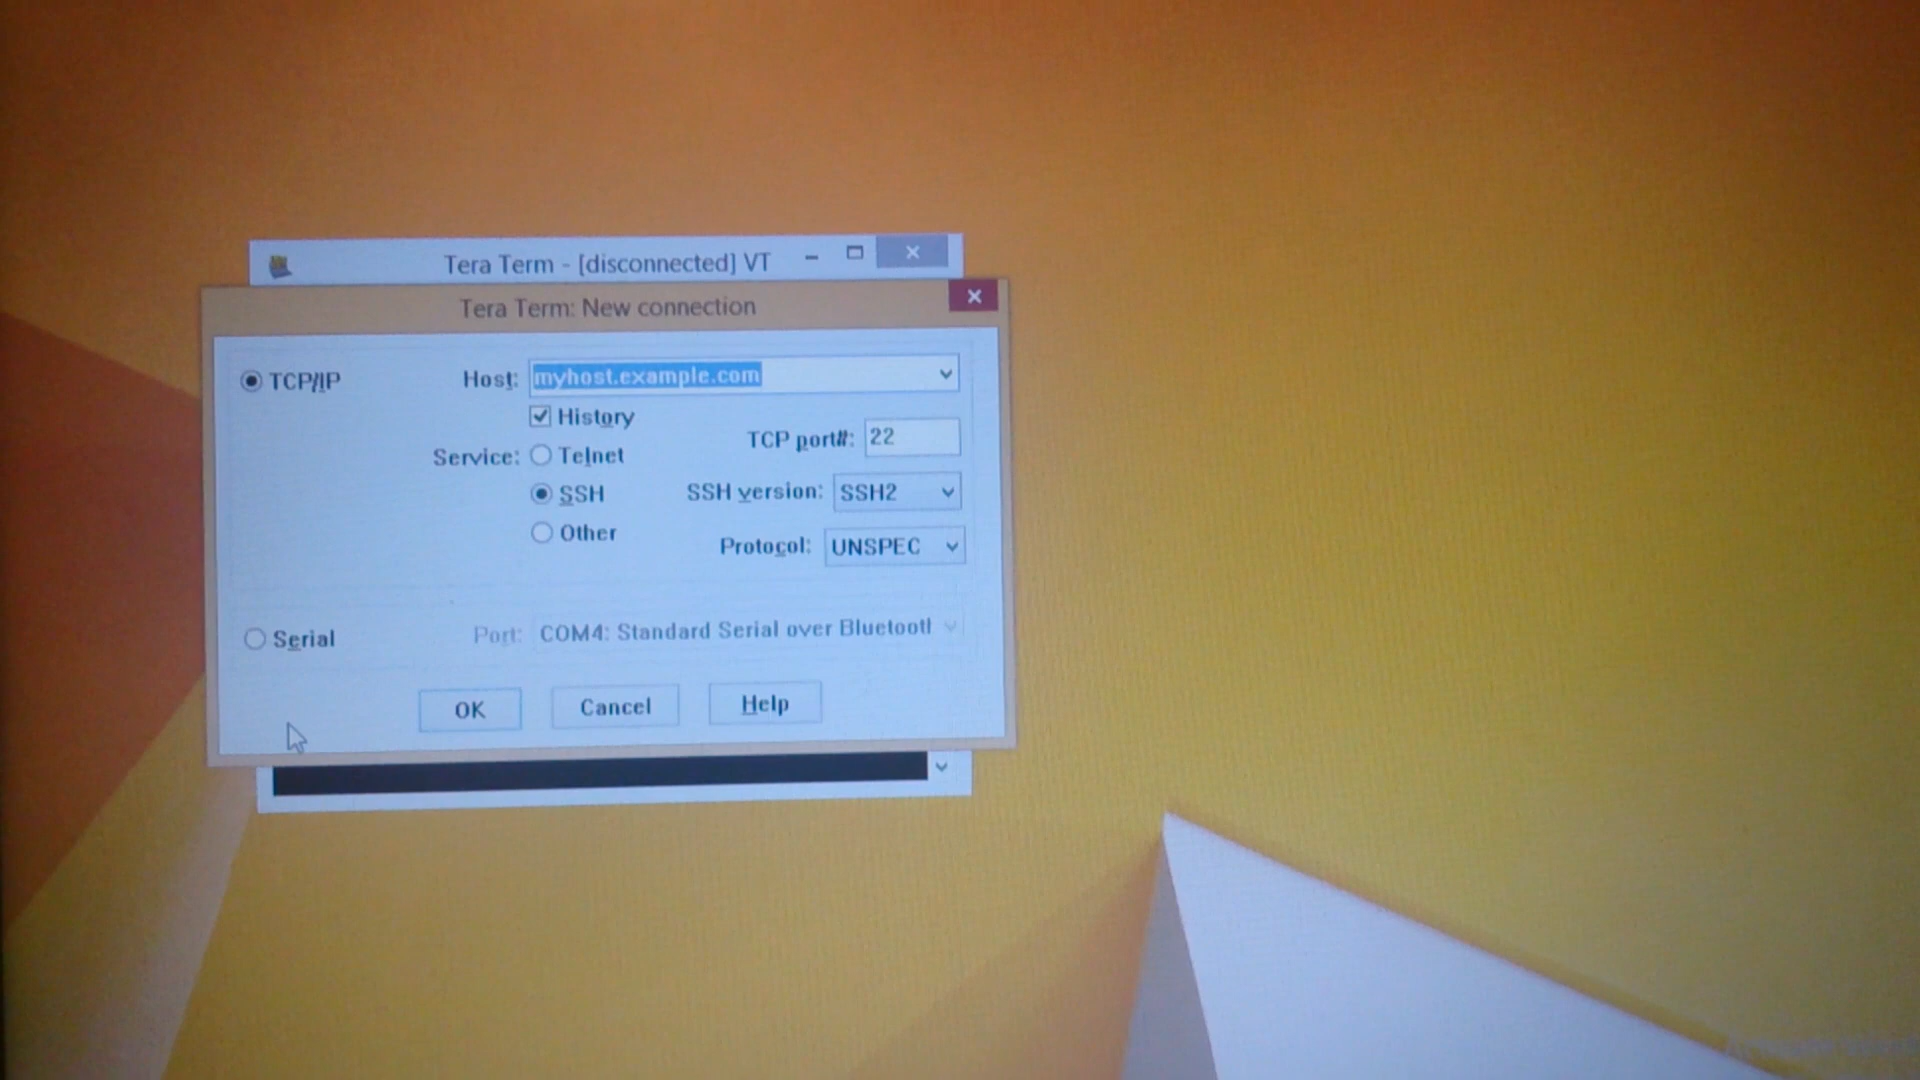 Tera Term - [disconnected] VT
Tera Term: New connection
TCP/IP
Host: myhost.example.com
History
TCP port#: 22
Service: Telnet
SSH
SSH version: SSH2
Other
Protocol: UNSPEC
Serial
Port: COM4: Standard Serial over Bluetootl
OK Cancel Help